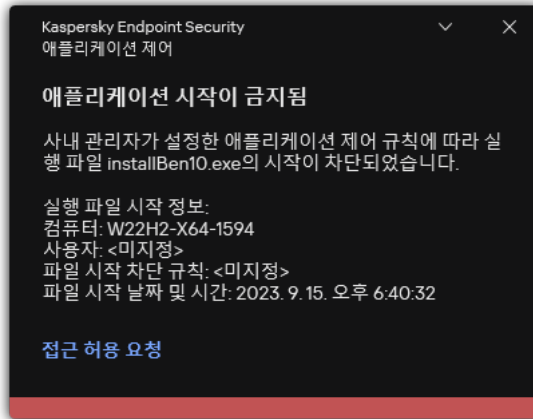 Kaspersky Endpoint Security
애플리케이션 제어
애플리케이션 시작이 금지됨
사내 관리자가 설정한 애플리케이션 제어 규칙에 따라 실
행 파일 installBen10.exe의 시작이 차단되었습니다.
실행 파일 시작 정보:
컴퓨터: W22H2-X64-1594
사용자: <미지정>
파일 시작 차단 규칙: <미지정>
파일 시작 날짜 및 시간: 2023. 9. 15. 오후 6:40:32
접근 허용 요청